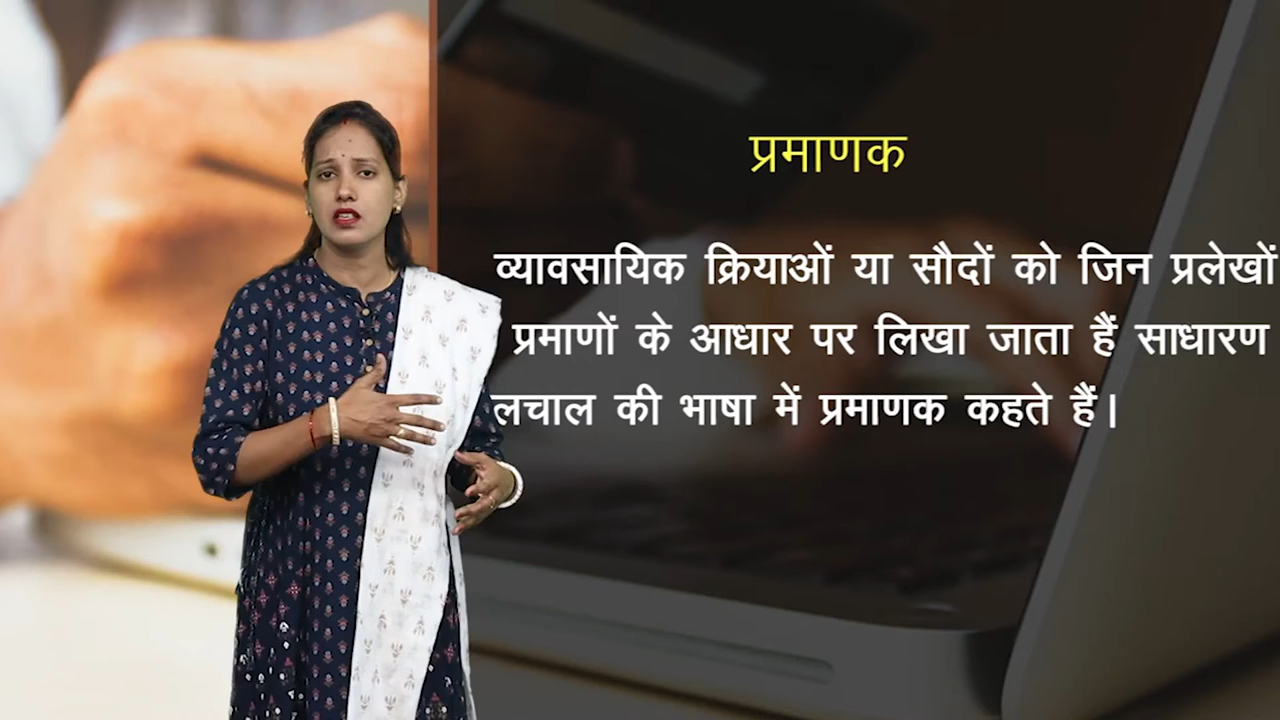 प्रमाणक
व्यावसायिक क्रियाओं या सौदों को जिन प्रलेखों
प्रमाणों के आधार पर लिखा जाता हैं साधारण
लचाल की भाषा में प्रमाणक कहते हैं।